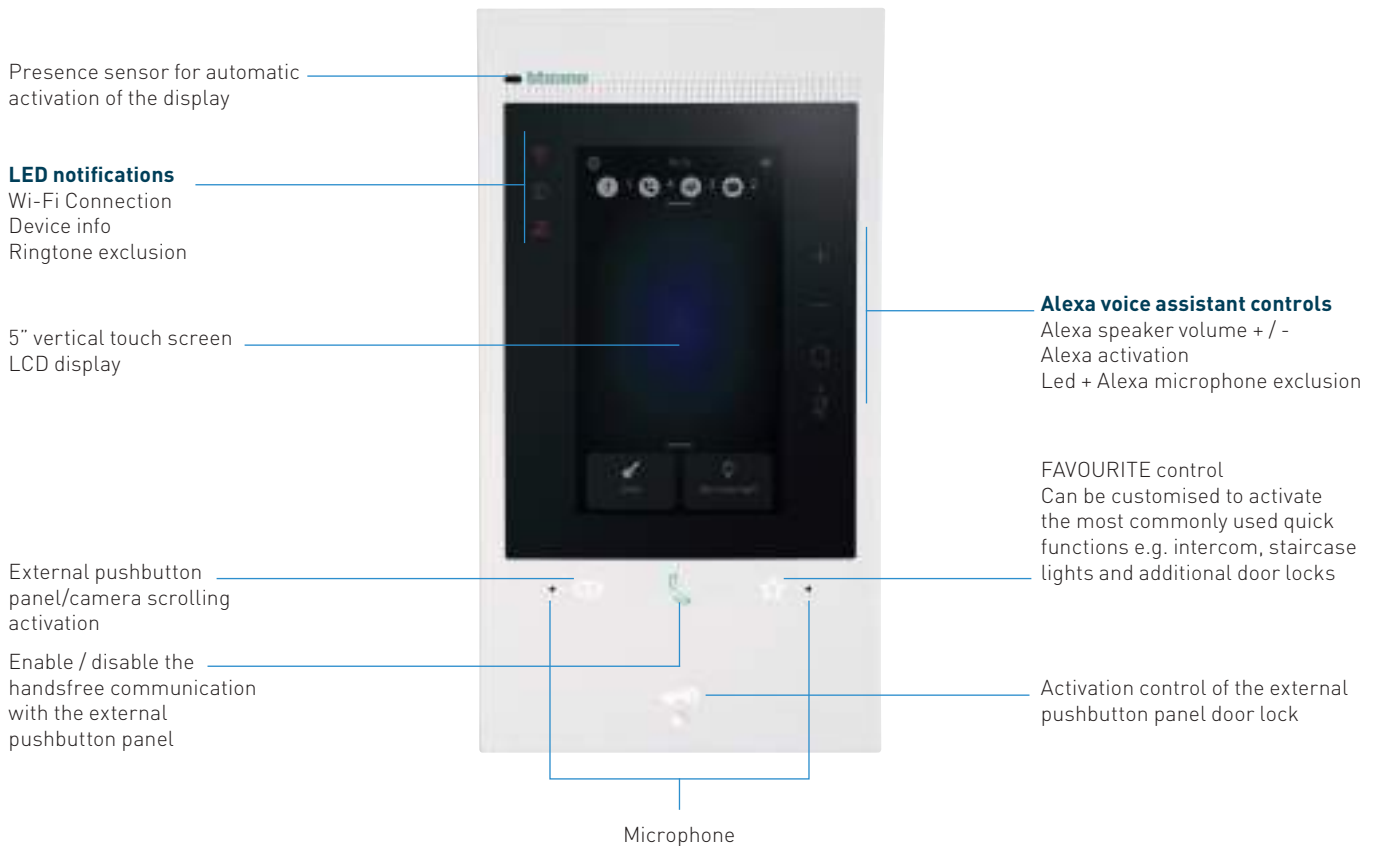 Presence sensor for automatic
activation of the display
LED notifications
Wi-Fi Connection
Device info
Ringtone exclusion
5” vertical touch screen
LCD display
External pushbutton
panel/camera scrolling
activation
Enable / disable the
handsfree communication
with the external
pushbutton panel
Alexa voice assistant controls
Alexa speaker volume + / -
Alexa activation
Led + Alexa microphone exclusion
FAVOURITE control
Can be customised to activate
the most commonly used quick
functions e.g. intercom, staircase
lights and additional door locks
Activation control of the external
pushbutton panel door lock
Microphone